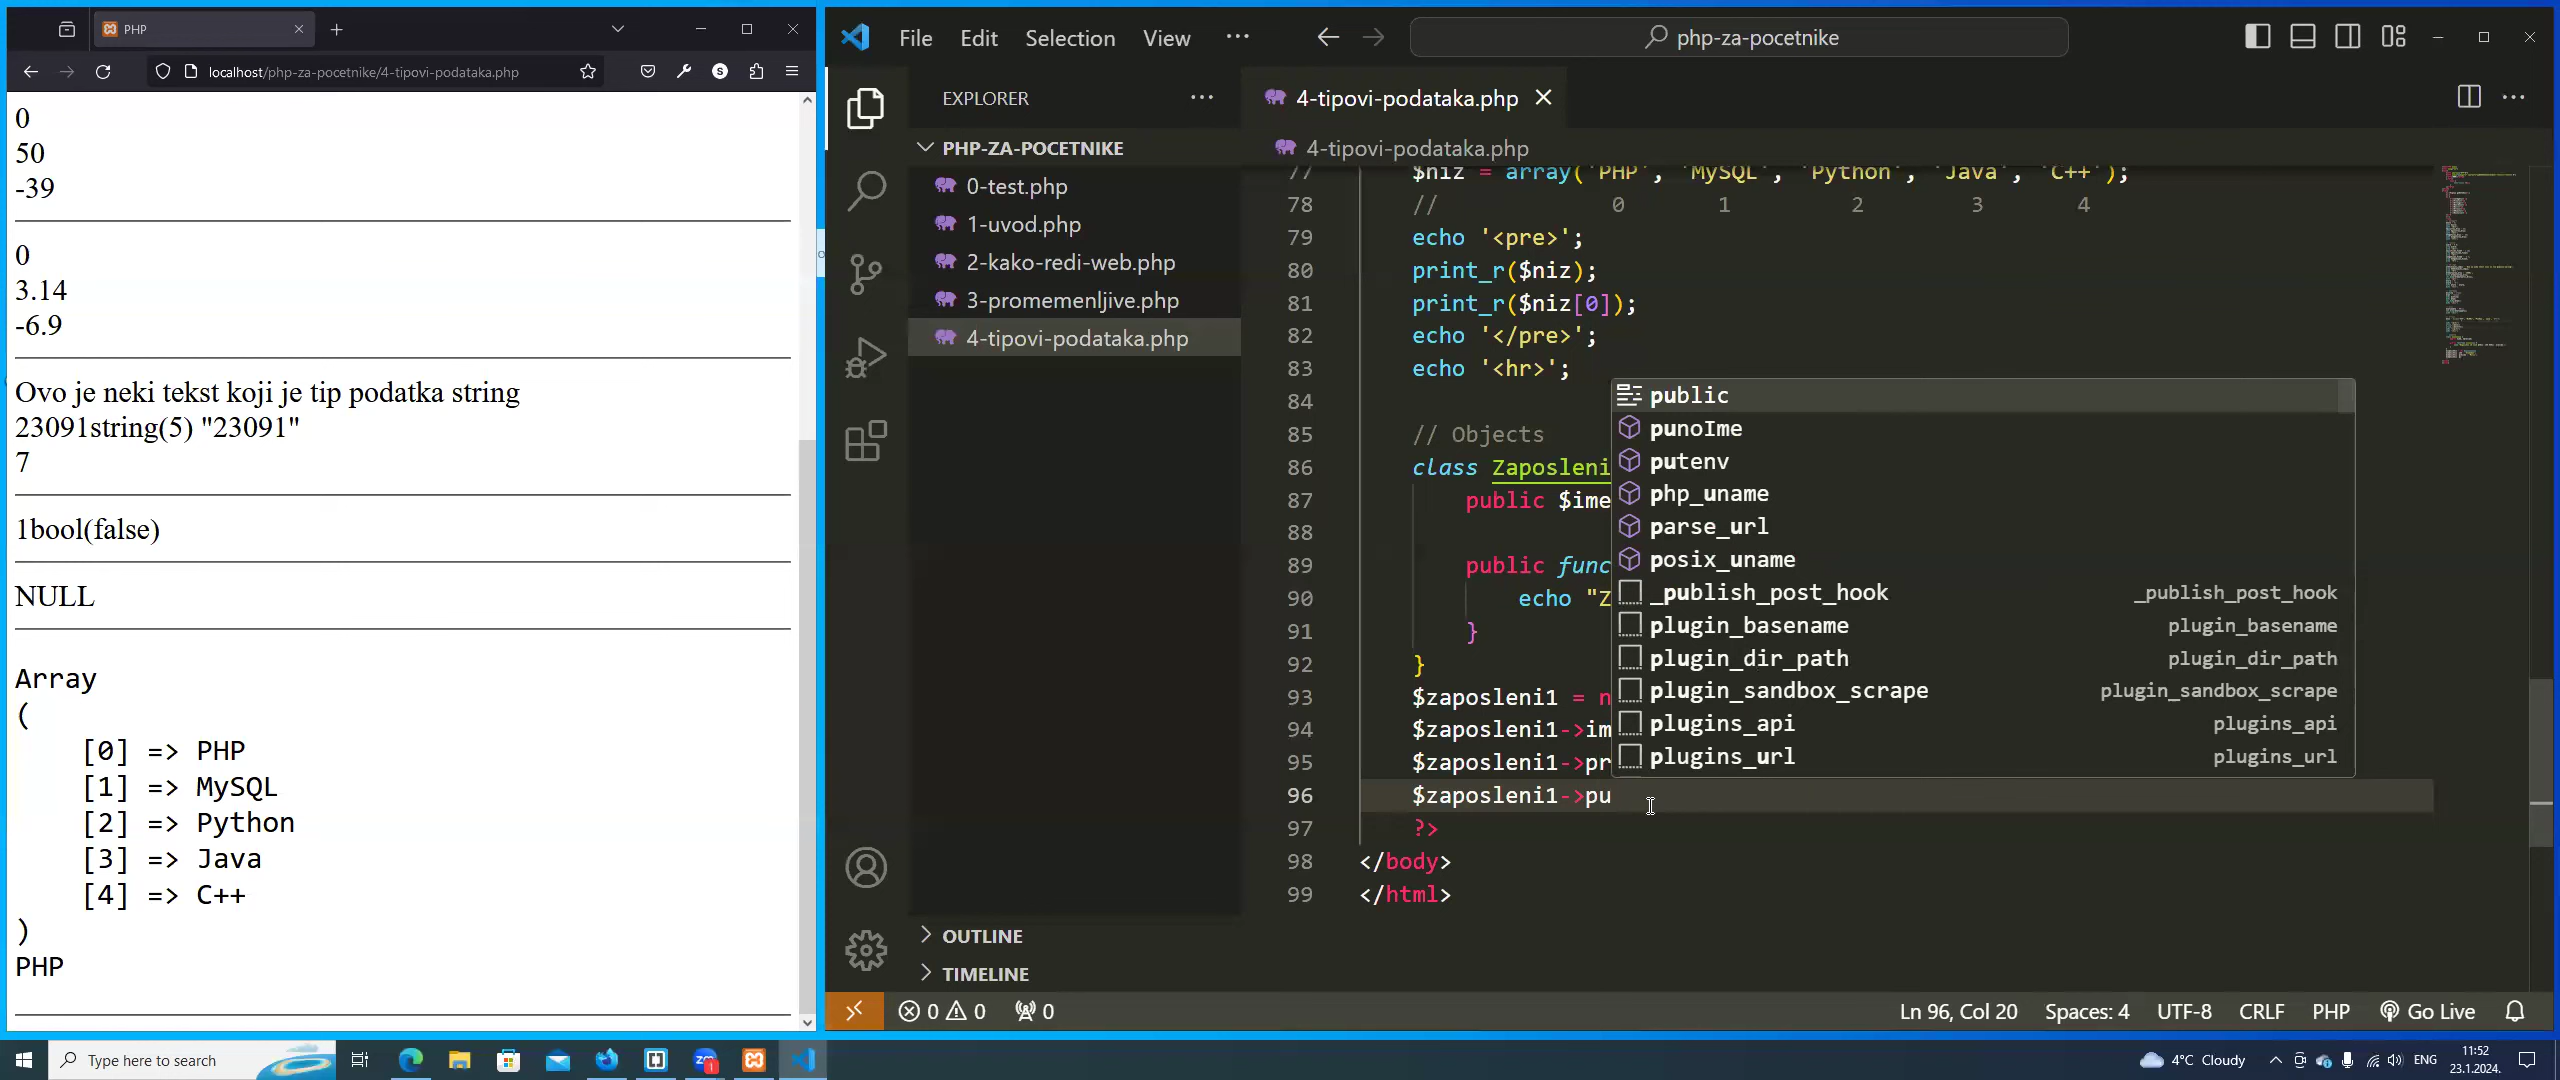 PHP
localhost/php-za-pocetnike/4-tipovi-podataka.php
S
0
50
-39
0
3.14
-6.9
Ovo je neki tekst koji je tip podatka string
23091string(5) "23091"
7
1bool(false)
NULL
Array
(
[0] => PHP
[1] => MySQL
[2] => Python
[3] => Java
[4] => C++
)
PHP
File Edit Selection View ···
php-za-pocetnike
EXPLORER ···
PHP-ZA-POCETNIKE
0-test.php
1-uvod.php
2-kako-redi-web.php
3-promemenljive.php
4-tipovi-podataka.php
OUTLINE
TIMELINE
4-tipovi-podataka.php
4-tipovi-podataka.php
77 $niz = array('PHP', 'MySQL', 'Python', 'Java', 'C++');
78 // 0 1 2 3 4
79 echo '<pre>';
80 print_r($niz);
81 print_r($niz[0]);
82 echo '</pre>';
83 echo '<hr>';
84
85 // Objects
86 class Zaposleni
87 public $ime
88
89 public func
90 echo "Z
91 }
92 }
93 $zaposleni1 = n
94 $zaposleni1->im
95 $zaposleni1->pr
96 $zaposleni1->pu
97 ?>
98 </body>
99 </html>
public
punoIme
putenv
php_uname
parse_url
posix_uname
_publish_post_hook _publish_post_hook
plugin_basename plugin_basename
plugin_dir_path plugin_dir_path
plugin_sandbox_scrape plugin_sandbox_scrape
plugins_api plugins_api
plugins_url plugins_url
0 0 0
Ln 96, Col 20 Spaces: 4 UTF-8 CRLF PHP Go Live
Type here to search
zm
1
4°C Cloudy
ENG
11:52
23.1.2024.